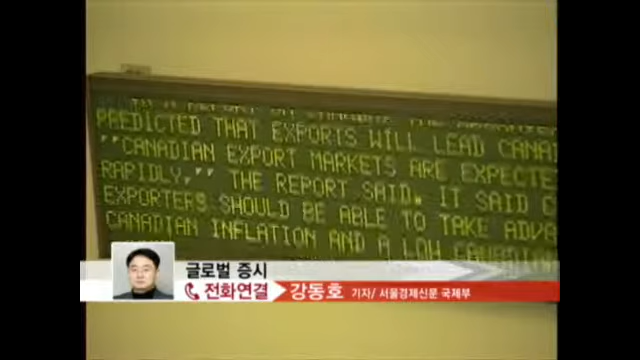 PREDICTED THAT EXPORTS WILL LEAD
"CANADIAN EXPORT MARKETS ARE
RAPIDLY," THE REPORT SAID. IT SAID
EXPORTERS SHOULD BE ABLE TO TAKE
CANADIAN INFLATION AND A LOW
글로벌 증시
전화연결 강동호 기자/ 서울경제신문 국제부